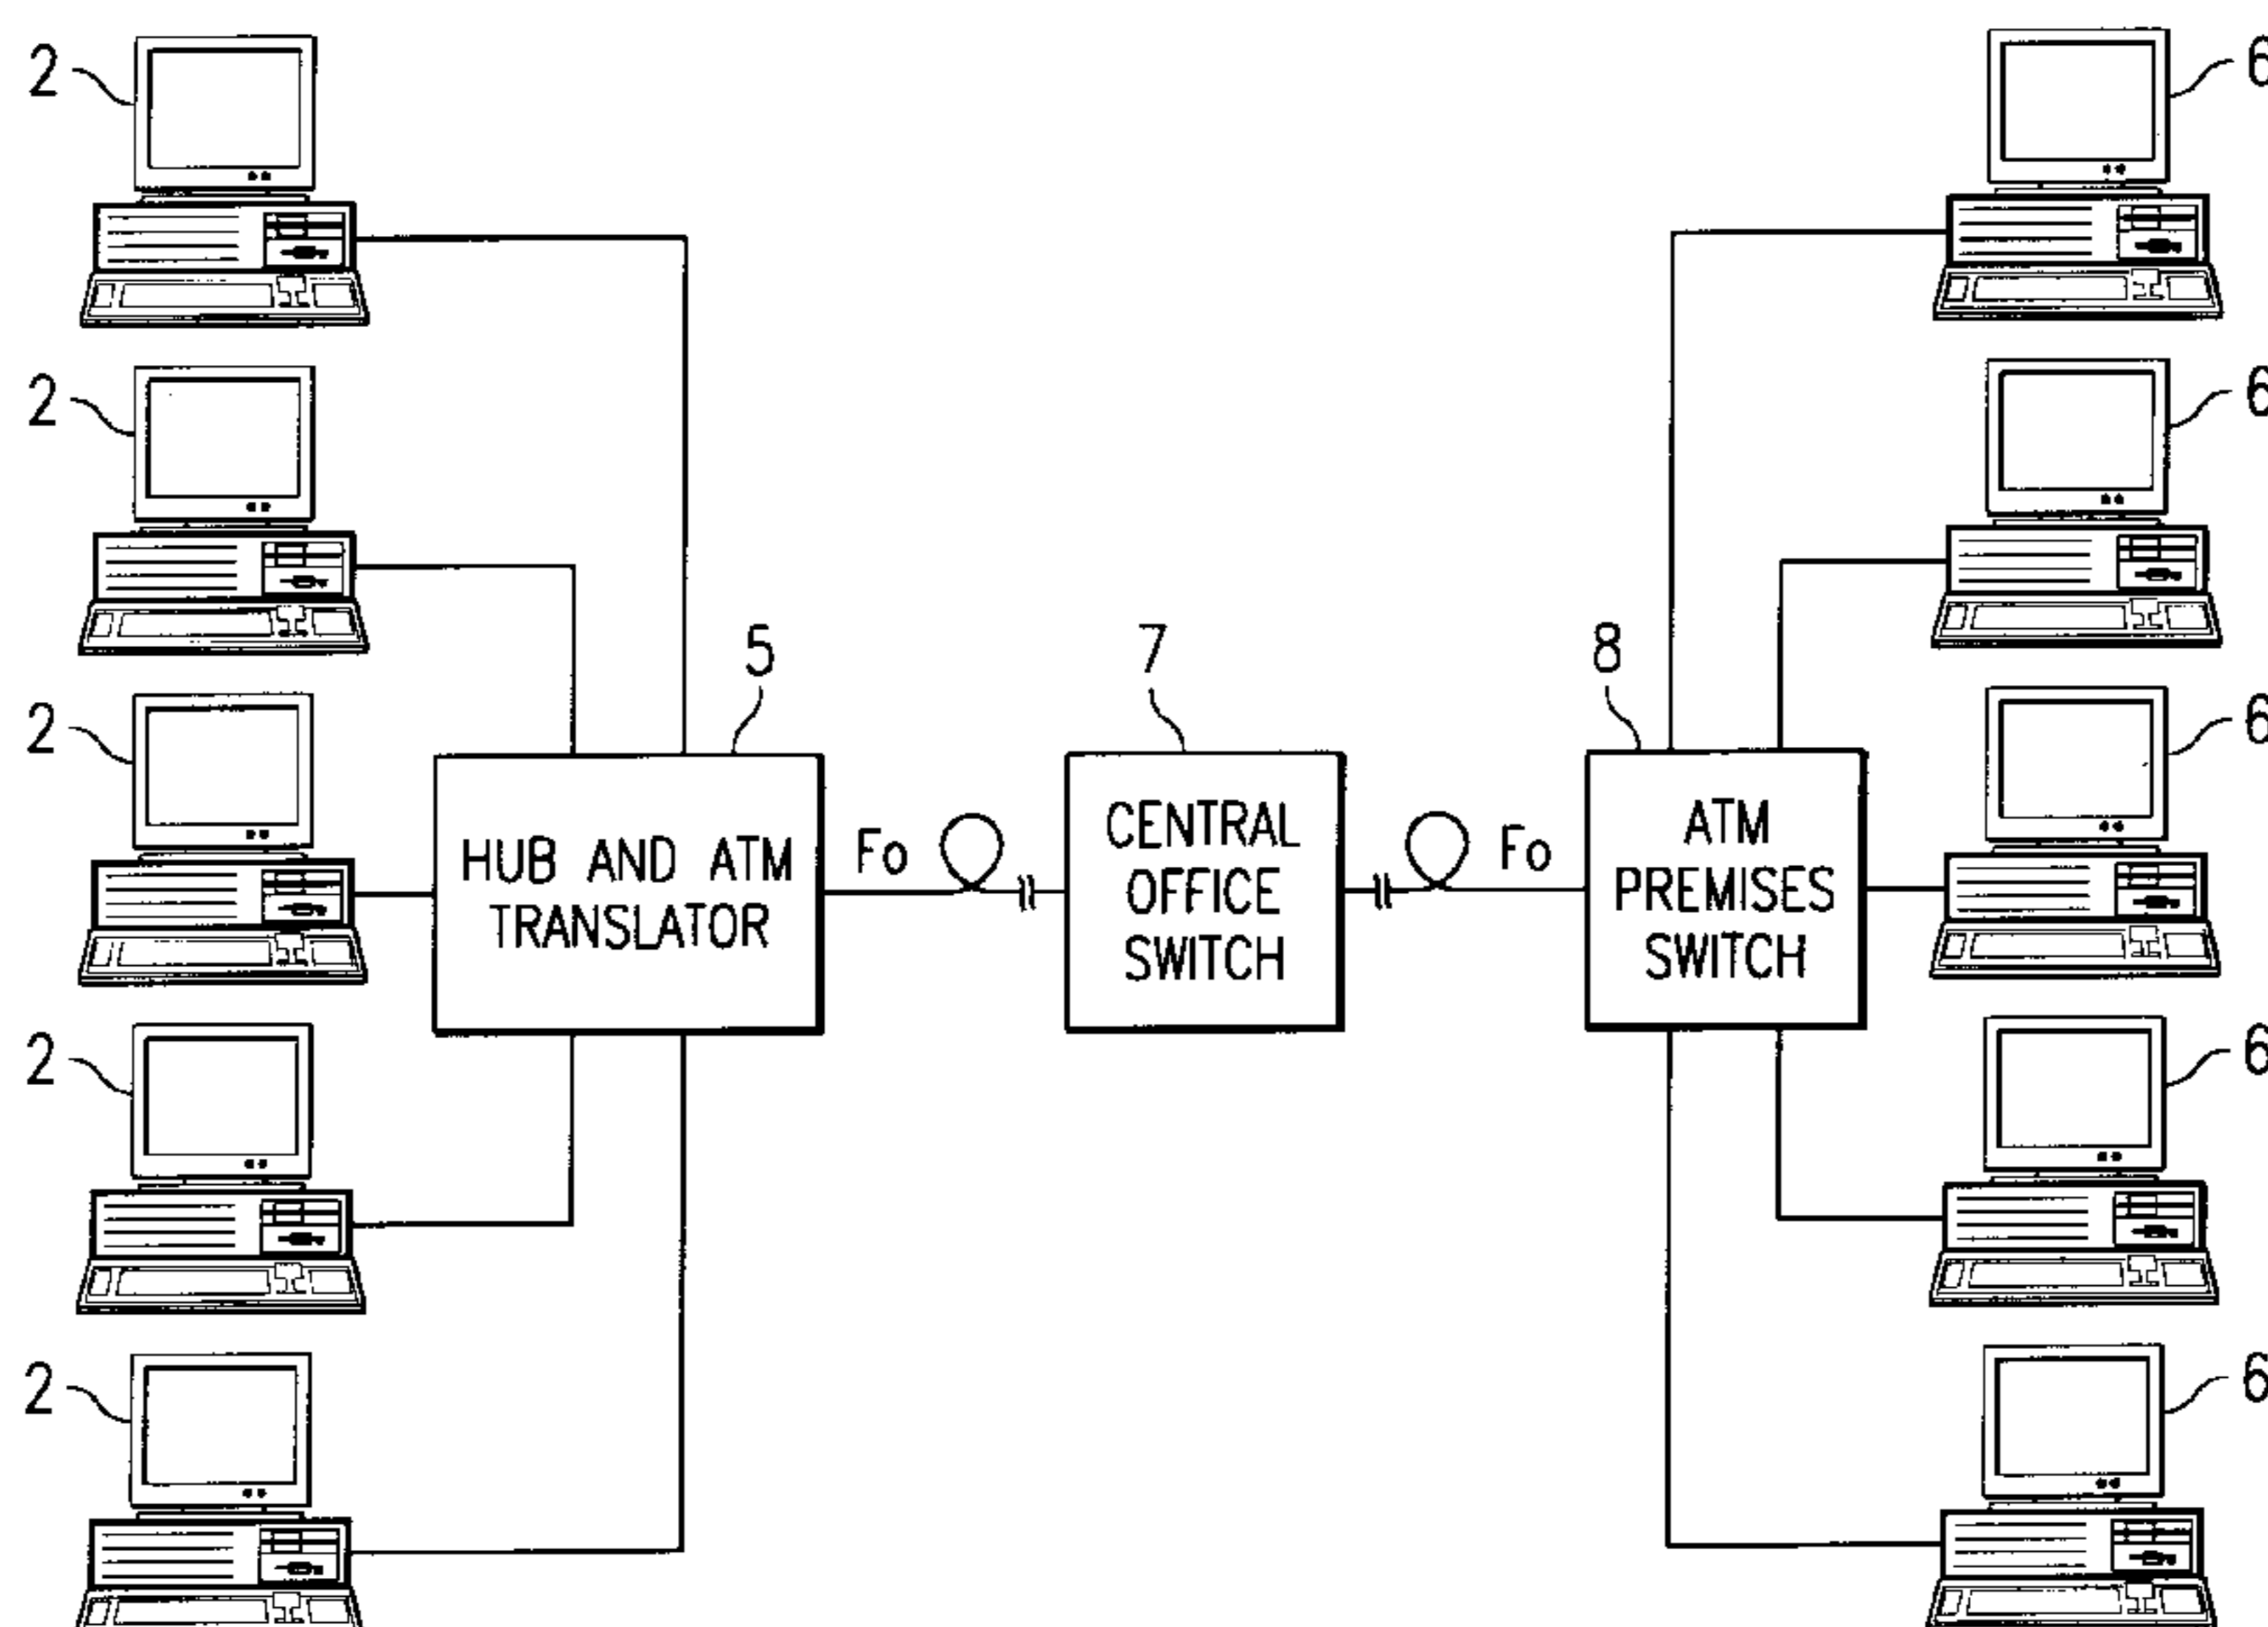 2
6
2
6
5
7
8
2
6
HUB AND ATM
TRANSLATOR
Fo
CENTRAL
OFFICE
SWITCH
Fo
ATM
PREMISES
SWITCH
2
6
2
6